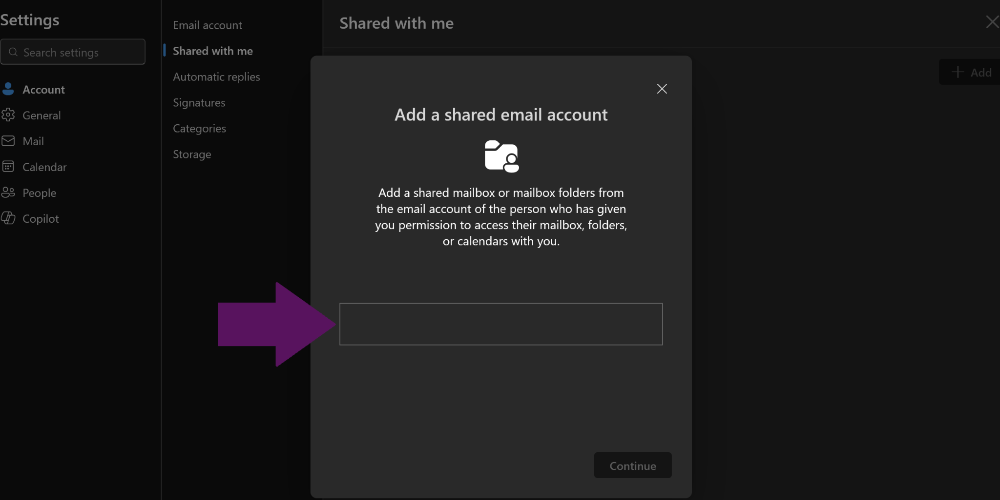 Settings
Search settings
Account
General
Mail
Calendar
People
Copilot
Email account
Shared with me
Automatic replies
Signatures
Categories
Storage
Shared with me
Add
Add a shared email account
Add a shared mailbox or mailbox folders from
the email account of the person who has given
you permission to access their mailbox, folders,
or calendars with you.
Continue